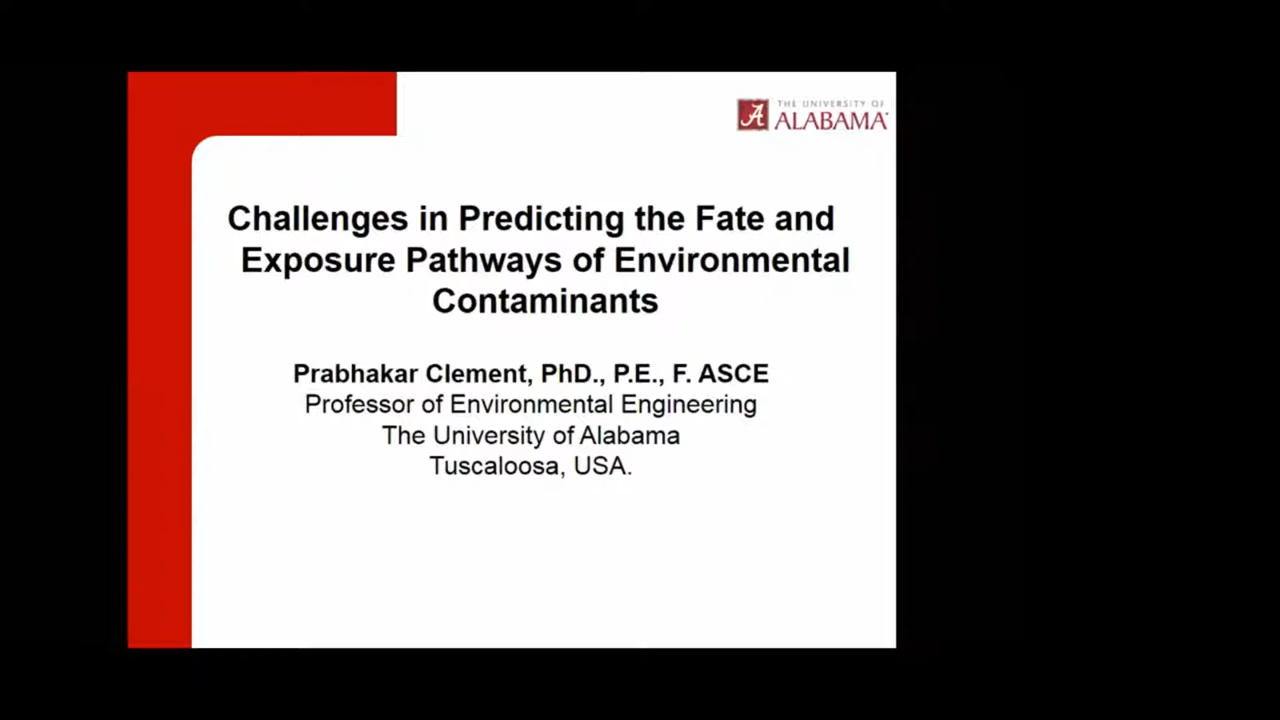 THE UNIVERSITY OF
ALABAMA
Challenges in Predicting the Fate and
Exposure Pathways of Environmental
Contaminants
Prabhakar Clement, PhD., P.E., F. ASCE
Professor of Environmental Engineering
The University of Alabama
Tuscaloosa, USA.